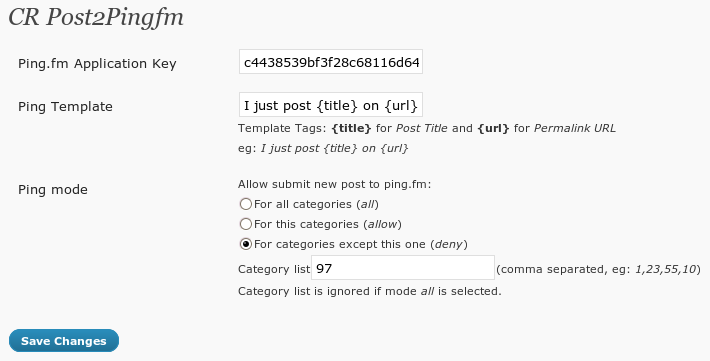 CR Post2Pingfm
Ping.fm Application Key
c4438539bf3f28c68116d64
Ping Template
I just post {title} on {url}
Template Tags: {title} for Post Title and {url} for Permalink URL
eg: I just post {title} on {url}
Ping mode
Allow submit new post to ping.fm:
For all categories (all)
For this categories (allow)
For categories except this one (deny)
Category list 97 (comma separated, eg: 1,23,55,10)
Category list is ignored if mode all is selected.
Save Changes